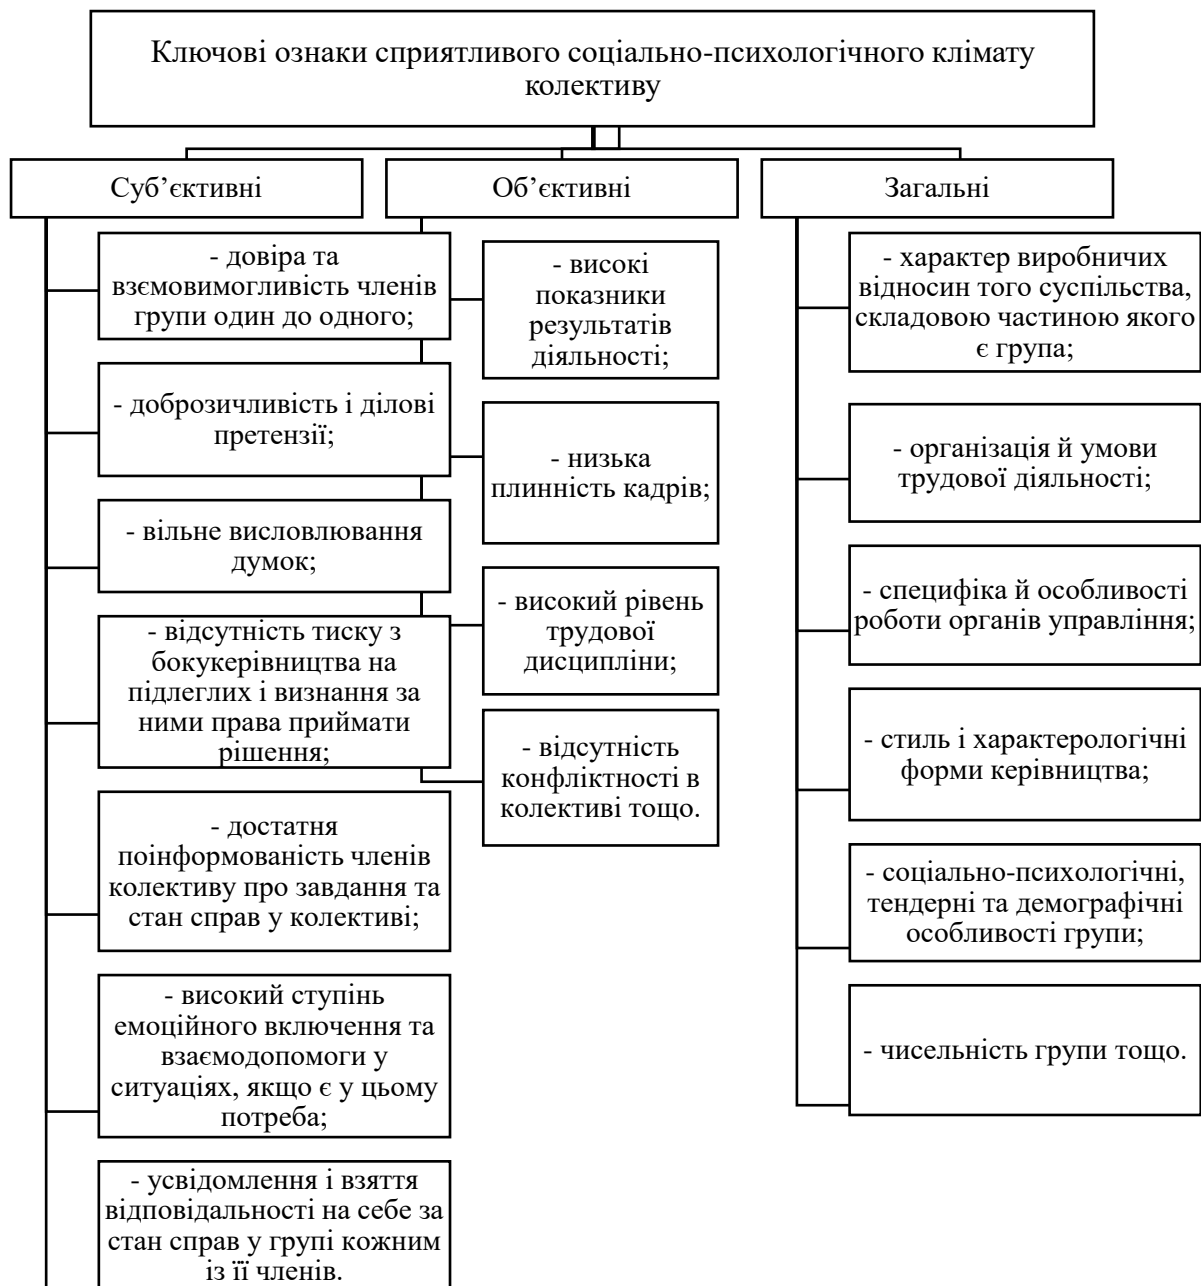 Ключові ознаки сприятливого соціально-психологічного клімату
колективу
Суб’єктивні
- довіра та
взємовимогливість членів
групи один до одного;
- доброзичливість і ділові
претензії;
- вільне висловлювання
думок;
- відсутність тиску з
бокукерівництва на
підлеглих і визнання за
ними права приймати
рішення;
- достатня
поінформованість членів
колективу про завдання та
стан справ у колективі;
- високий ступінь
емоційного включення та
взаємодопомоги у
ситуаціях, якщо є у цьому
потреба;
- усвідомлення і взяття
відповідальності на себе за
стан справ у групі кожним
із її членів.
Об’єктивні
- високі
показники
результатів
діяльності;
- низька
плинність кадрів;
- високий рівень
трудової
дисципліни;
- відсутність
конфліктності в
колективі тощо.
Загальні
- характер виробничих
відносин того суспільства,
складовою частиною якого
є група;
- організація й умови
трудової діяльності;
- специфіка й особливості
роботи органів управління;
- стиль і характерологічні
форми керівництва;
- соціально-психологічні,
тендерні та демографічні
особливості групи;
- чисельність групи тощо.